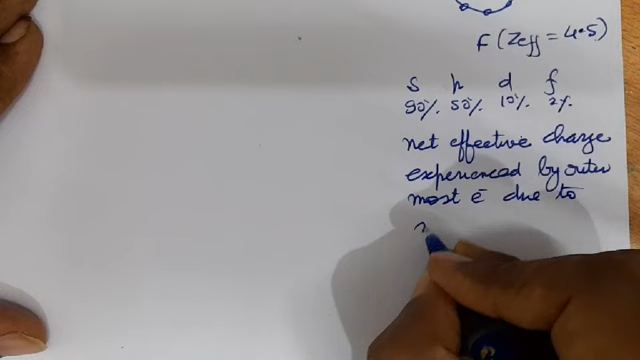 F (Zeff = 4.5)
s p d f
90%. 50%. 10%. 2%.
net effective charge
experienced by outer
most e⁻ due to